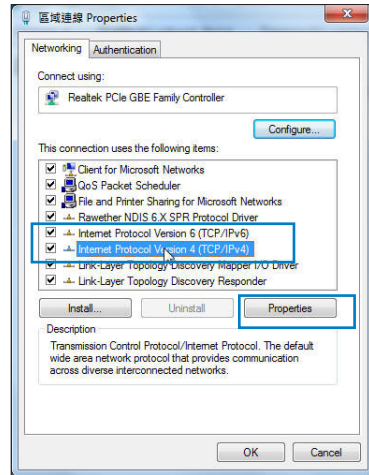 區域連線 Properties
Networking
Authentication
Connect using:
Realtek PCIe GBE Family Controller
Configure...
This connection uses the following items:
Client for Microsoft Networks
QoS Packet Scheduler
File and Printer Sharing for Microsoft Networks
Rawether NDIS 6.X SPR Protocol Driver
Internet Protocol Version 6 (TCP/IPv6)
Internet Protocol Version 4 (TCP/IPv4)
Link-Layer Topology Discovery Mapper I/O Driver
Link-Layer Topology Discovery Responder
Install...
Uninstall
Properties
Description
Transmission Control Protocol/Internet Protocol. The default
wide area network protocol that provides communication
across diverse interconnected networks.
OK
Cancel